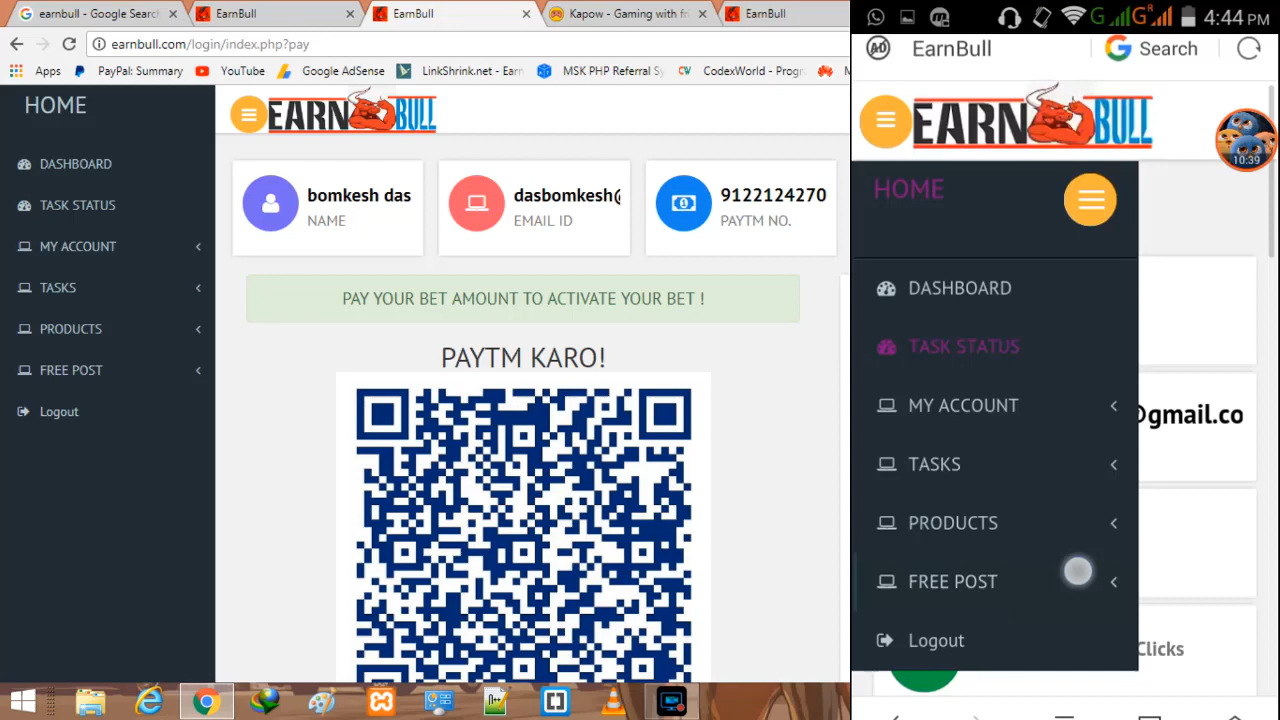 earnbull - Google Searc
EarnBull
EarnBull
Kapow - Gaming with fri
EarnBull
earnbull.com/login/index.php?pay
Apps
PayPal: Summary
YouTube
Google AdSense
LinkShrink.net - Earn
MSK PHP Referral Sy
CodexWorld - Progra
HOME
DASHBOARD
TASK STATUS
MY ACCOUNT
TASKS
PRODUCTS
FREE POST
Logout
EARN BULL
bomkesh das
NAME
dasbomkesh@
EMAIL ID
9122124270
PAYTM NO.
PAY YOUR BET AMOUNT TO ACTIVATE YOUR BET !
PAYTM KARO!
G G R 4:44 PM
AD EarnBull
Search
EARN BULL
10:39
HOME
DASHBOARD
TASK STATUS
MY ACCOUNT
TASKS
PRODUCTS
FREE POST
Logout
@gmail.co
Clicks